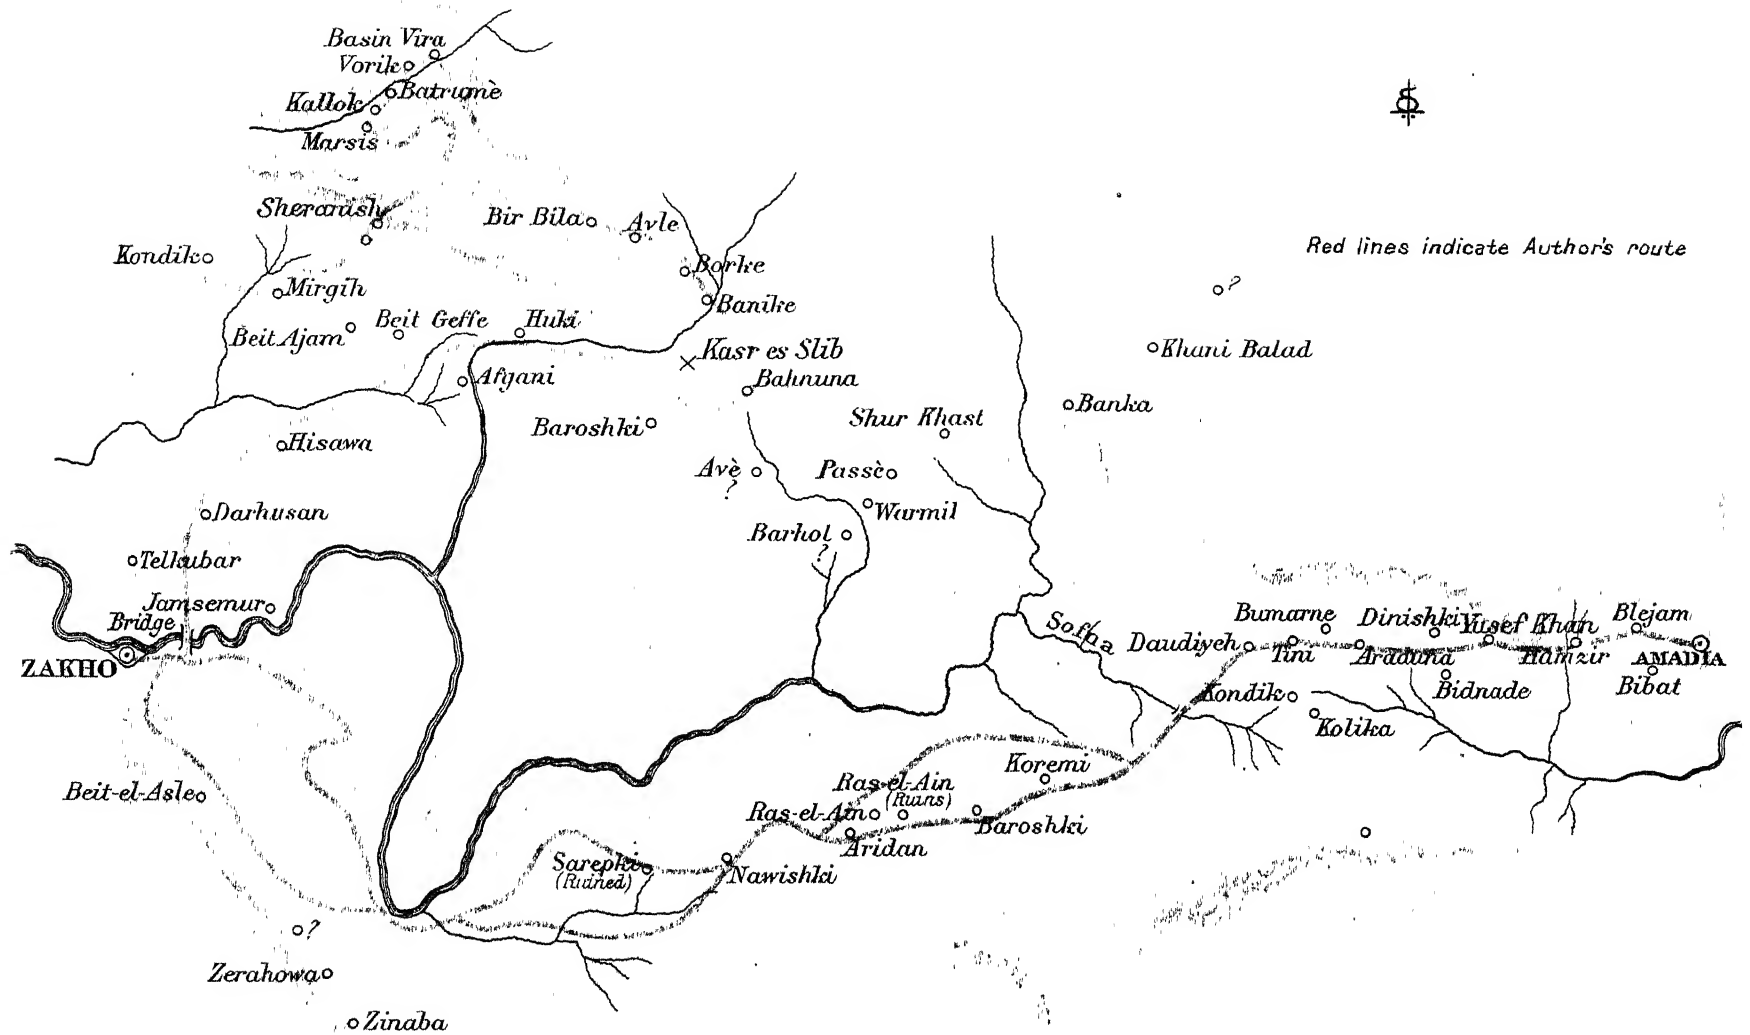 Basin Vira
Vorik
Batrumè
Kallok
Marsis
Sheranish
Bir Bila
Avle
Red lines indicate Author's route
Kondik
Borke
Mirgih
?
Banike
Beit Geffe
Huki
Beit Ajam
Kasr es Slib
Khani Balad
Afyani
Bahnuna
Banka
Shur Khast
Baroshki
Hisawa
Avè
?
Passè
Darhusan
Warmil
Barhol
?
Telkubar
Jamsemur
Bridge
Bumarne
Dinishki
Yusef Khan
Blejam
Daudiyeh
Tini
Araduna
Hamzir
AMADIA
ZAKHO
Kondik
Bidnade
Bibat
Kolika
Koremi
Ras-el-Ain
(Ruins)
Beit-el-Asle
Ras-el-Ain
Baroshki
Aridan
Sarepki
(Ruined)
Nawishki
?
Zerahowa
Zinaba